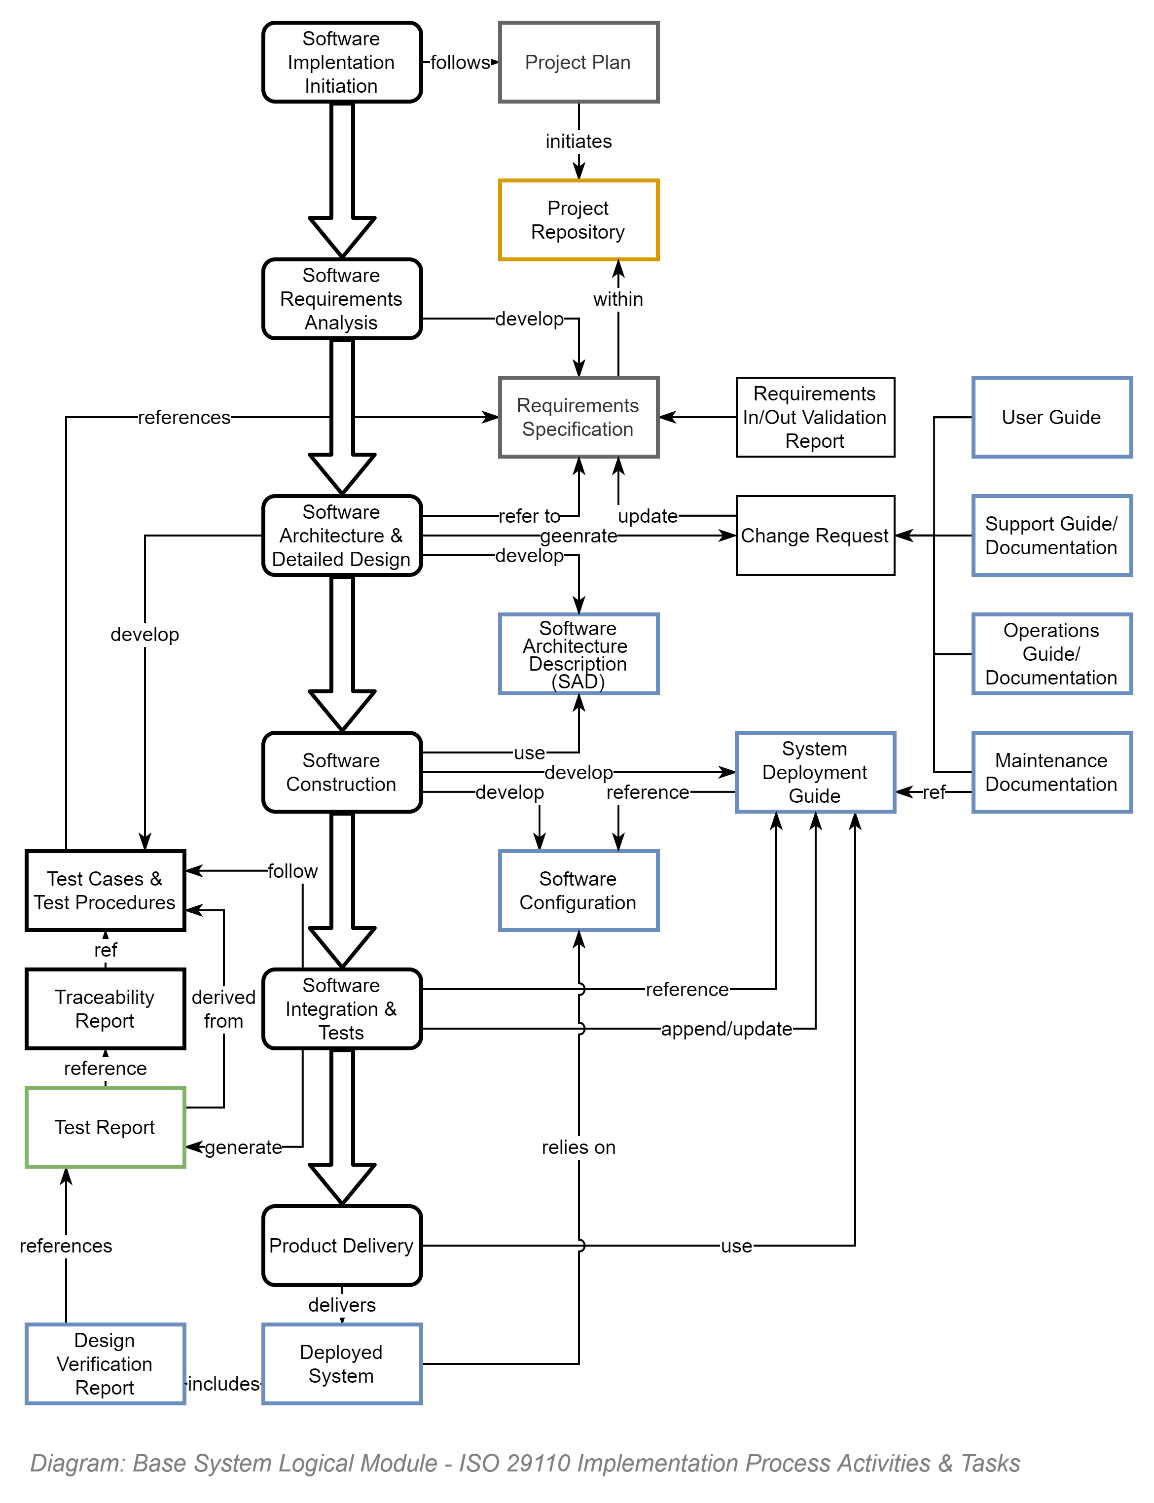 Software
Implentation
Initiation
follows
Project Plan
initiates
Project
Repository
within
Software
Requirements
Analysis
develop
references
Requirements
Specification
Requirements
In/Out Validation
Report
User Guide
Software
Architecture &
Detailed Design
refer to
update
geenrate
develop
Change Request
Support Guide/
Documentation
develop
Software
Architecture
Description
(SAD)
Operations
Guide/
Documentation
Software
Construction
use
develop
develop
reference
System
Deployment
Guide
ref
Maintenance
Documentation
Test Cases &
Test Procedures
follow
Software
Configuration
ref
Traceability
Report
derived
from
Software
Integration &
Tests
reference
append/update
reference
Test Report
generate
relies on
references
Product Delivery
use
delivers
Design
Verification
Report
includes
Deployed
System
Diagram: Base System Logical Module - ISO 29110 Implementation Process Activities & Tasks